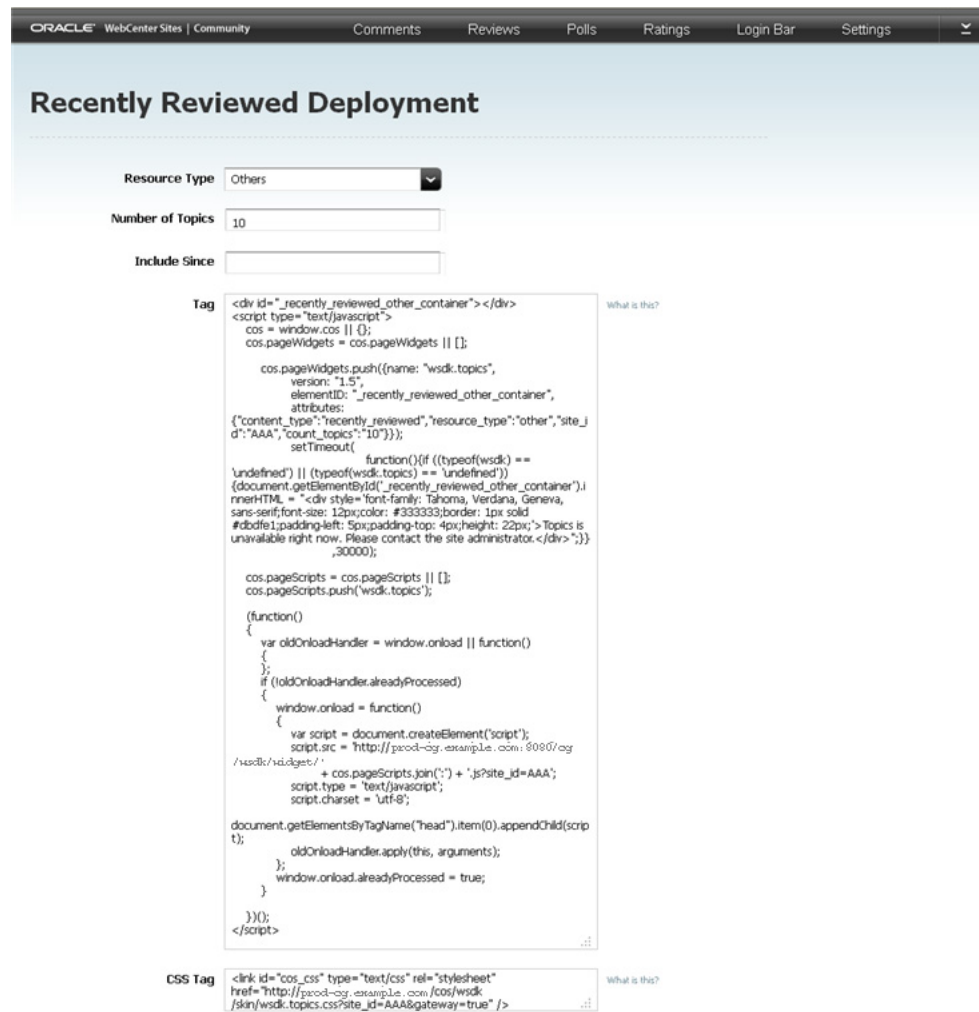 ORACLE WebCenter Sites | Community Comments Reviews Polls Ratings Login Bar Settings
Recently Reviewed Deployment
Resource Type Others
Number of Topics 10
Include Since
Tag <div id="_recently_reviewed_other_container"></div> What is this?
<script type="text/javascript">
cos = window.cos || {};
cos.pageWidgets = cos.pageWidgets || [];
cos.pageWidgets.push({name: "wsdk.topics",
version: "1.5",
elementID: "_recently_reviewed_other_container",
attributes:
{"content_type":"recently_reviewed","resource_type":"other","site_i
d":"AAA","count_topics":"10"}});
setTimeout(
function(){if ((typeof(wsdk) ==
'undefined') || (typeof(wsdk.topics) == 'undefined'))
{document.getElementById('_recently_reviewed_other_container').i
nnerHTML = "<div style='font-family: Tahoma, Verdana, Geneva,
sans-serif;font-size: 12px;color: #333333;border: 1px solid
#dbdfe1;padding-left: 5px;padding-top: 4px;height: 22px;'>Topics is
unavailable right now. Please contact the site administrator.</div>";}}
,30000);
cos.pageScripts = cos.pageScripts || [];
cos.pageScripts.push('wsdk.topics');
(function()
{
var oldOnloadHandler = window.onload || function()
{
};
if (!oldOnloadHandler.alreadyProcessed)
{
window.onload = function()
{
var script = document.createElement('script');
script.src = 'http://prod-cg.example.com:8080/cg
/wsdk/widget/'
+ cos.pageScripts.join(':') + '.js?site_id=AAA';
script.type = 'text/javascript';
script.charset = 'utf-8';
document.getElementsByTagName("head").item(0).appendChild(scrip
t);
oldOnloadHandler.apply(this, arguments);
};
window.onload.alreadyProcessed = true;
}
})();
</script>
CSS Tag <link id="cos_css" type="text/css" rel="stylesheet" What is this?
href="http://prod-cg.example.com/cos/wsdk
/skin/wsdk.topics.css?site_id=AAA&gateway=true" />